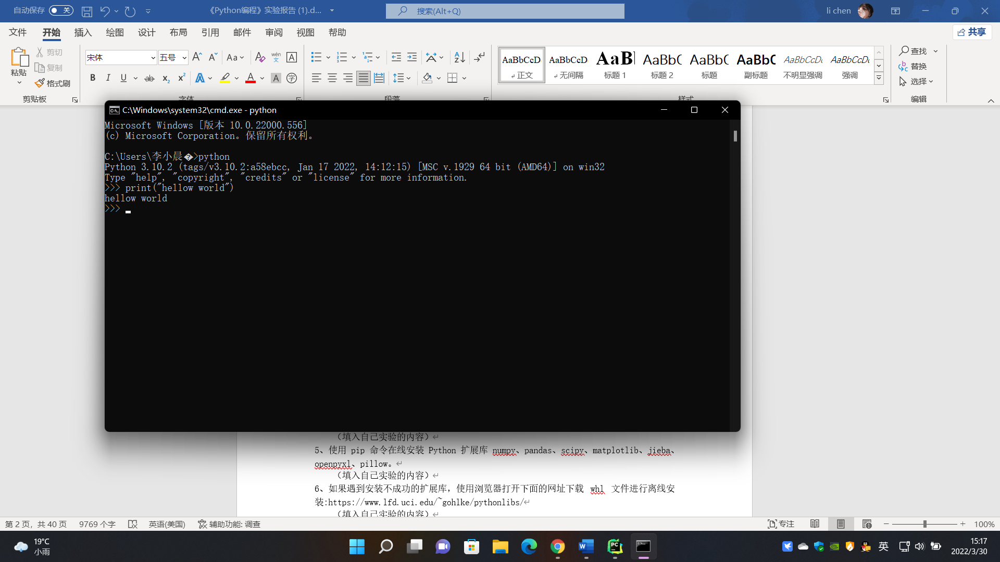 自动保存 关
《Python编程》实验报告 (1).d...
搜索(Alt+Q)
li chen
文件 开始 插入 绘图 设计 布局 引用 邮件 审阅 视图 帮助
共享
粘贴
剪切
复制
格式刷
剪贴板
宋体 五号
Aa
wén
文
A
B I U ab x₂ x² A A A 字
AaBbCcD AaBbCcD AaBl AaBbC AaBbC AaBbC AaBbCcDı AaBbCcDı
正文 无间隔 标题 1 标题 2 标题 副标题 不明显强调 强调
查找
替换
选择
编辑
C:\Windows\system32\cmd.exe - python
Microsoft Windows [版本 10.0.22000.556]
(c) Microsoft Corporation。保留所有权利。
C:\Users\李小晨�>python
Python 3.10.2 (tags/v3.10.2:a58ebcc, Jan 17 2022, 14:12:15) [MSC v.1929 64 bit (AMD64)] on win32
Type "help", "copyright", "credits" or "license" for more information.
>>> print("hellow world")
hellow world
>>>
（填入自己实验的内容）
5、使用 pip 命令在线安装 Python 扩展库 numpy、pandas、scipy、matplotlib、jieba、
openpyxl、pillow。
（填入自己实验的内容）
6、如果遇到安装不成功的扩展库，使用浏览器打开下面的网址下载 whl 文件进行离线安
装:https://www.lfd.uci.edu/~gohlke/pythonlibs/
（填入自己实验的内容）
第 2 页，共 40 页 9769 个字 英语(美国) 辅助功能: 调查
专注 100%
19°C
小雨
英
15:17
2022/3/30